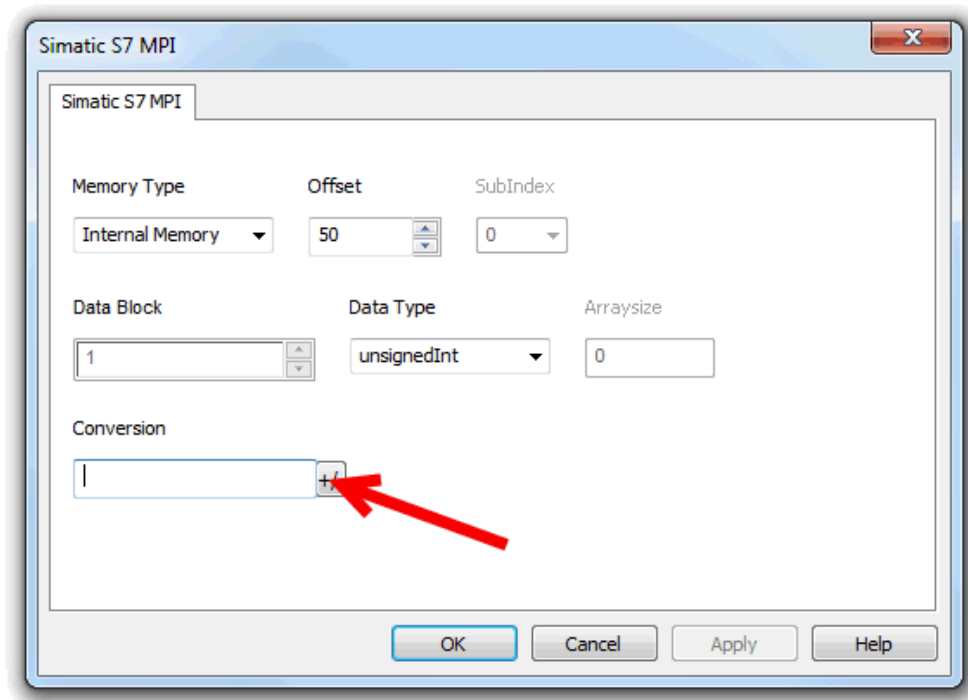 Simatic S7 MPI
Simatic S7 MPI
Memory Type Offset SubIndex
Internal Memory 50 0
Data Block Data Type Arraysize
1 unsignedInt 0
Conversion
+/
OK Cancel Apply Help